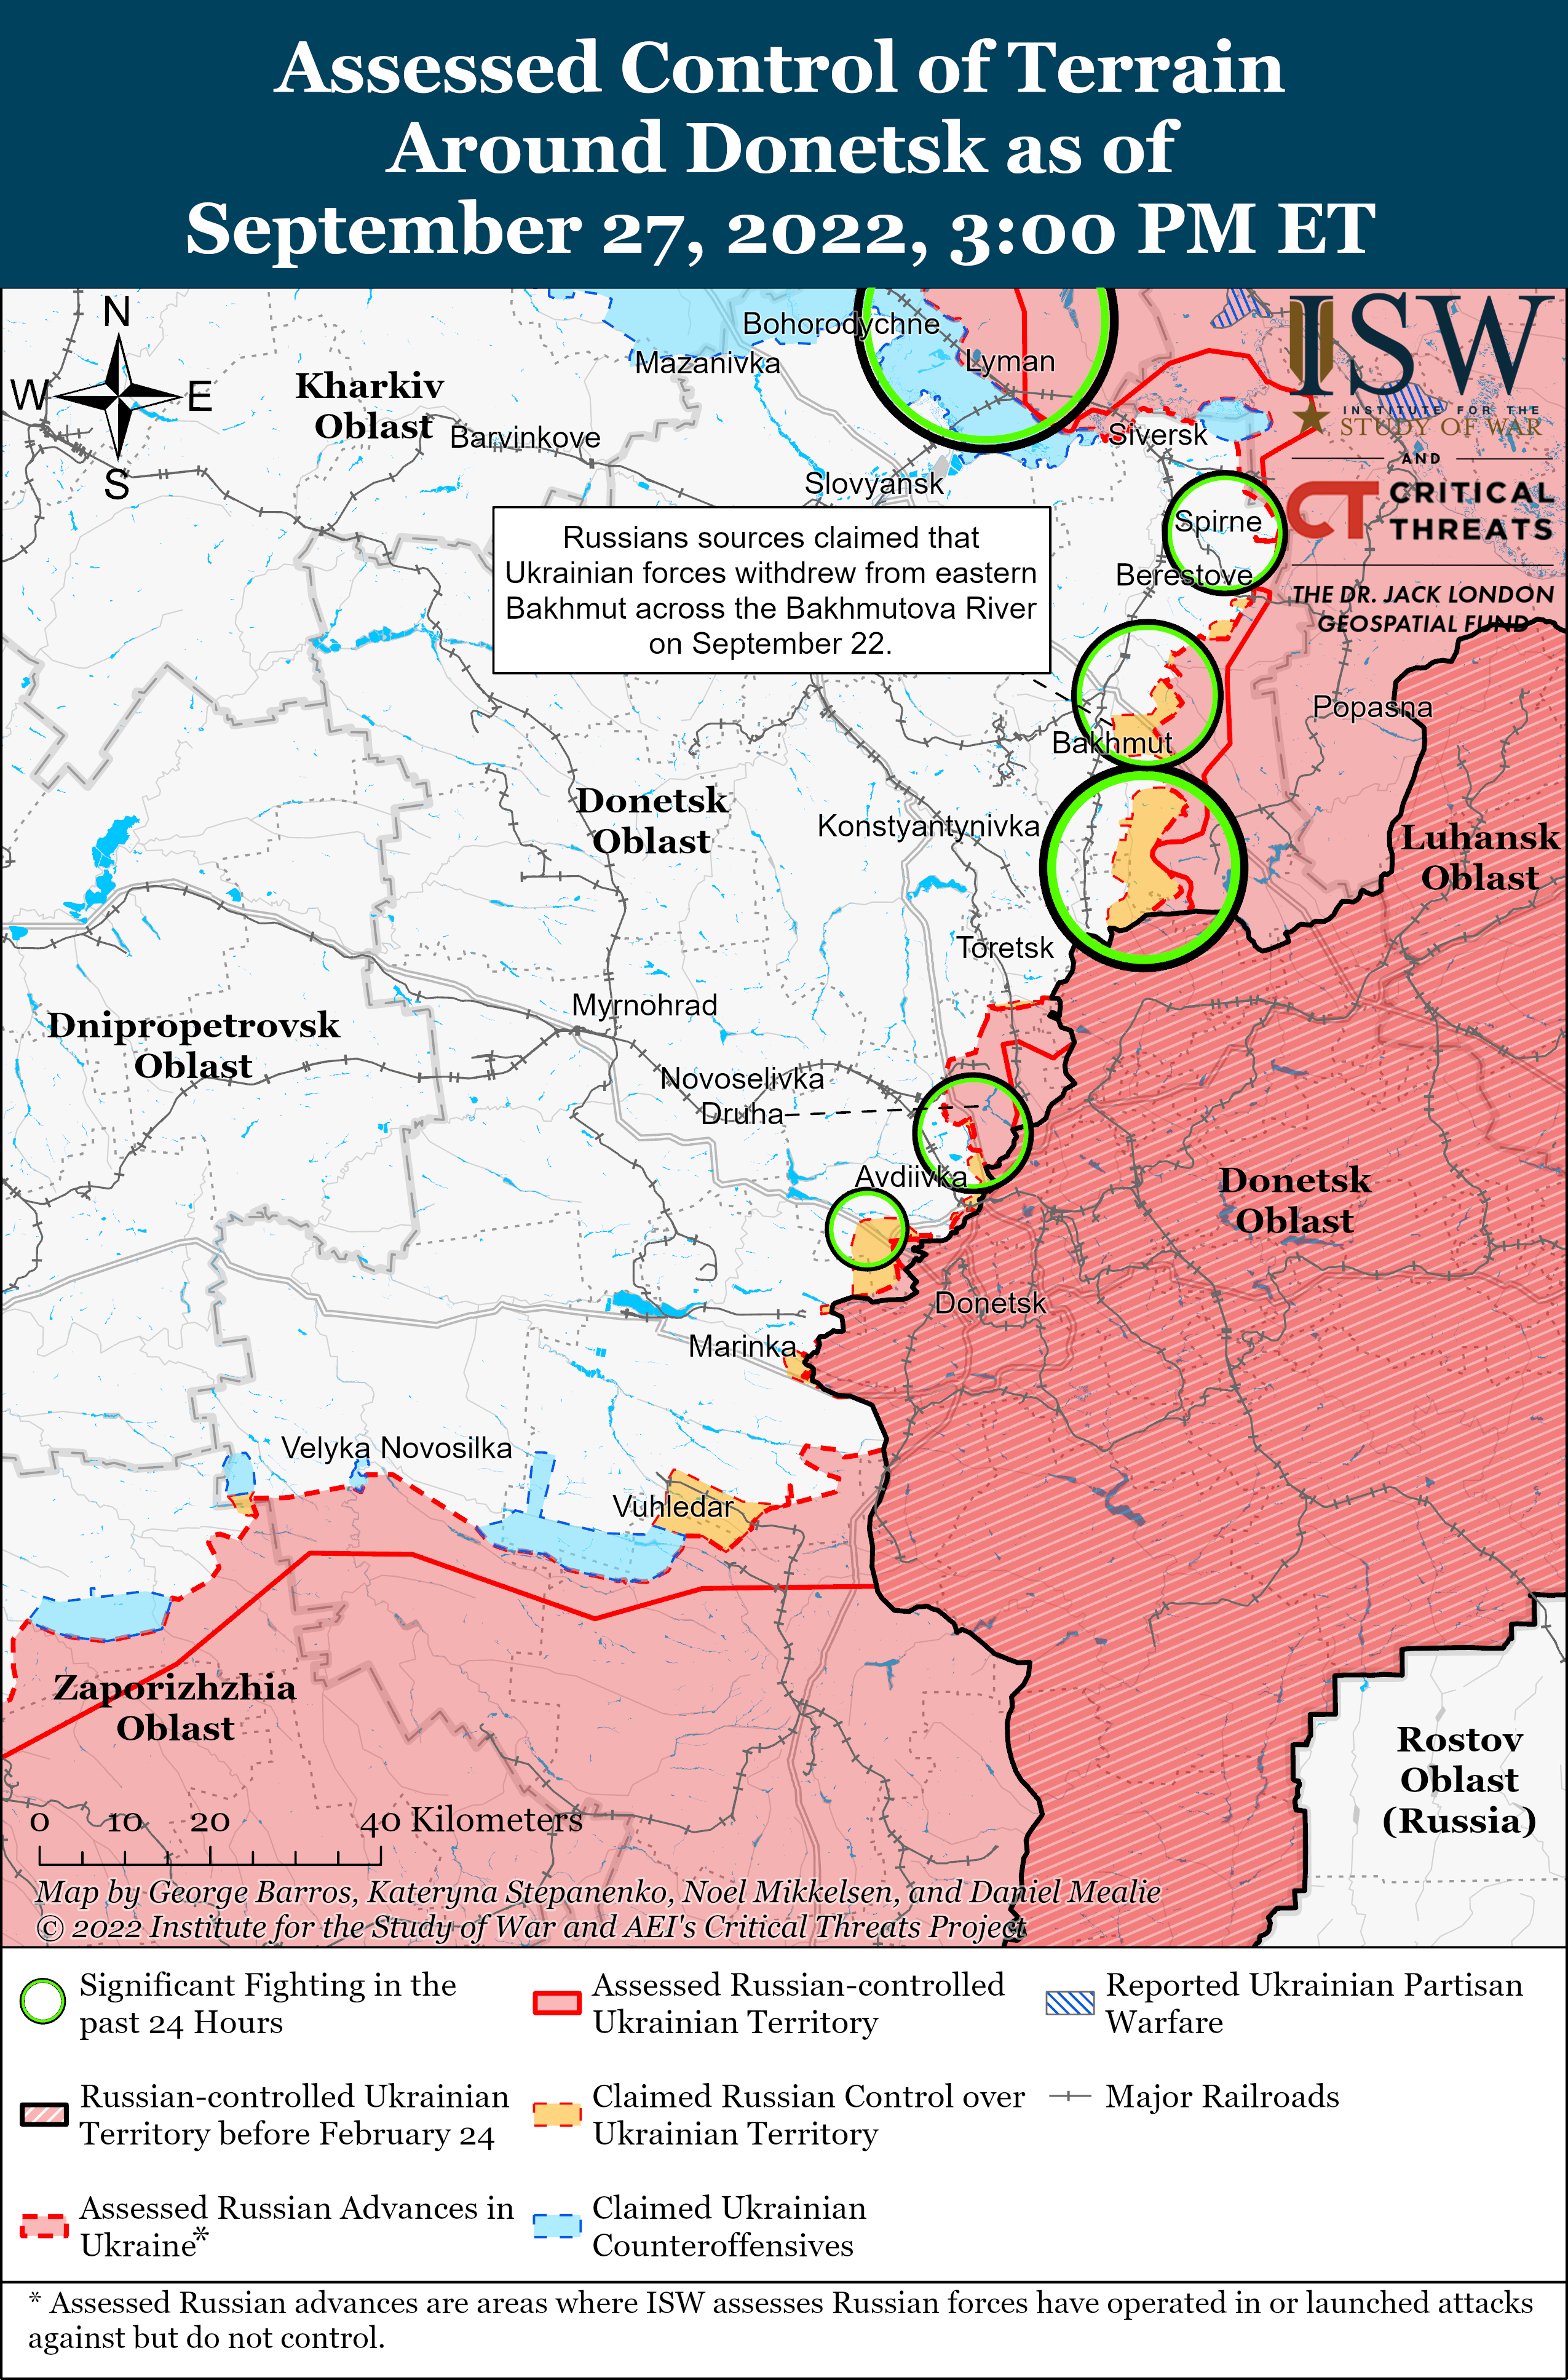 Assessed Control of Terrain
Around Donetsk as of
September 27, 2022, 3:00 PM ET
N
W
E
S
ISW
INSTITUTE FOR THE
STUDY OF WAR
AND
CT
CRITICAL
THREATS
THE DR. JACK LONDON
GEOSPATIAL FUND
Bohorodychne
Mazanivka
Lyman
Kharkiv
Oblast
Barvinkove
Siversk
Slovyansk
Spirne
Russians sources claimed that
Ukrainian forces withdrew from eastern
Bakhmut across the Bakhmutova River
on September 22.
Berestove
Popasna
Bakhmut
Donetsk
Oblast
Konstyantynivka
Luhansk
Oblast
Toretsk
Myrnohrad
Dnipropetrovsk
Oblast
Novoselivka
Druha
Avdiivka
Donetsk
Oblast
Donetsk
Marinka
Velyka Novosilka
Vuhledar
Zaporizhzhia
Oblast
Rostov
Oblast
(Russia)
0 10 20 40 Kilometers
Map by George Barros, Kateryna Stepanenko, Noel Mikkelsen, and Daniel Mealie
© 2022 Institute for the Study of War and AEI's Critical Threats Project
Significant Fighting in the
past 24 Hours
Russian-controlled Ukrainian
Territory before February 24
Assessed Russian Advances in
Ukraine*
Assessed Russian-controlled
Ukrainian Territory
Claimed Russian Control over
Ukrainian Territory
Claimed Ukrainian
Counteroffensives
Reported Ukrainian Partisan
Warfare
Major Railroads
* Assessed Russian advances are areas where ISW assesses Russian forces have operated in or launched attacks
against but do not control.